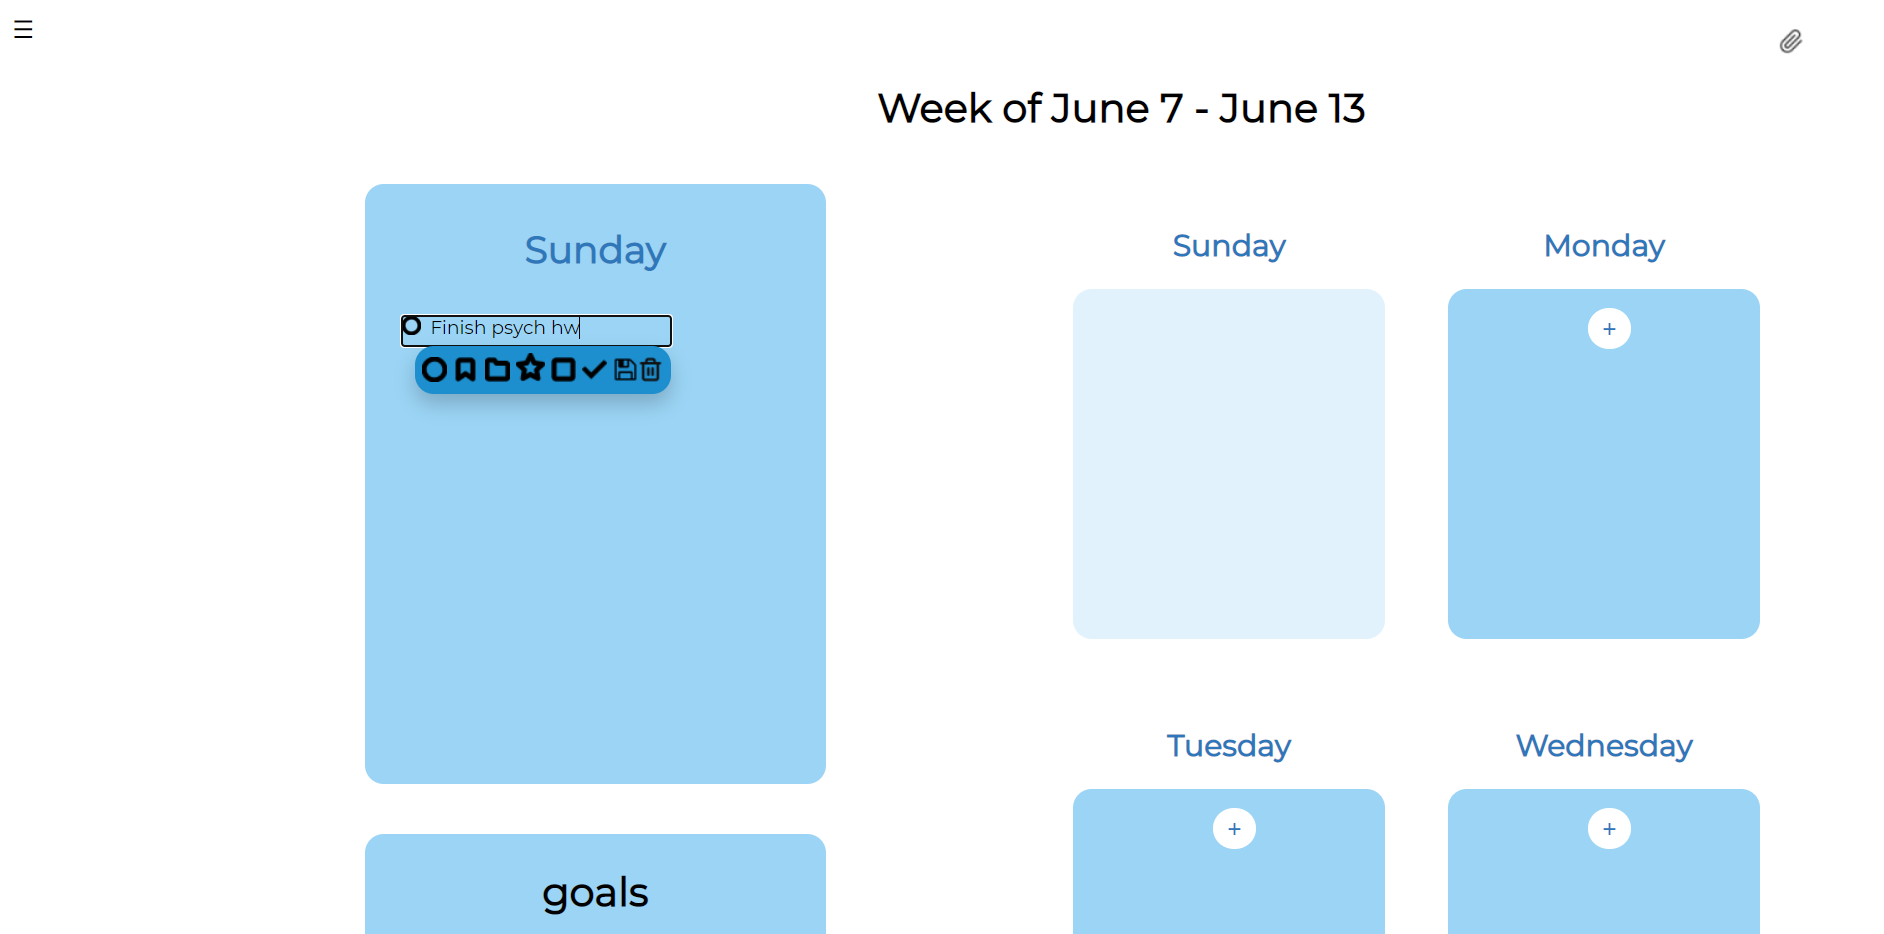 Week of June 7 - June 13
Sunday
Finish psych hw
goals
Sunday
Monday
+
Tuesday
Wednesday
+
+